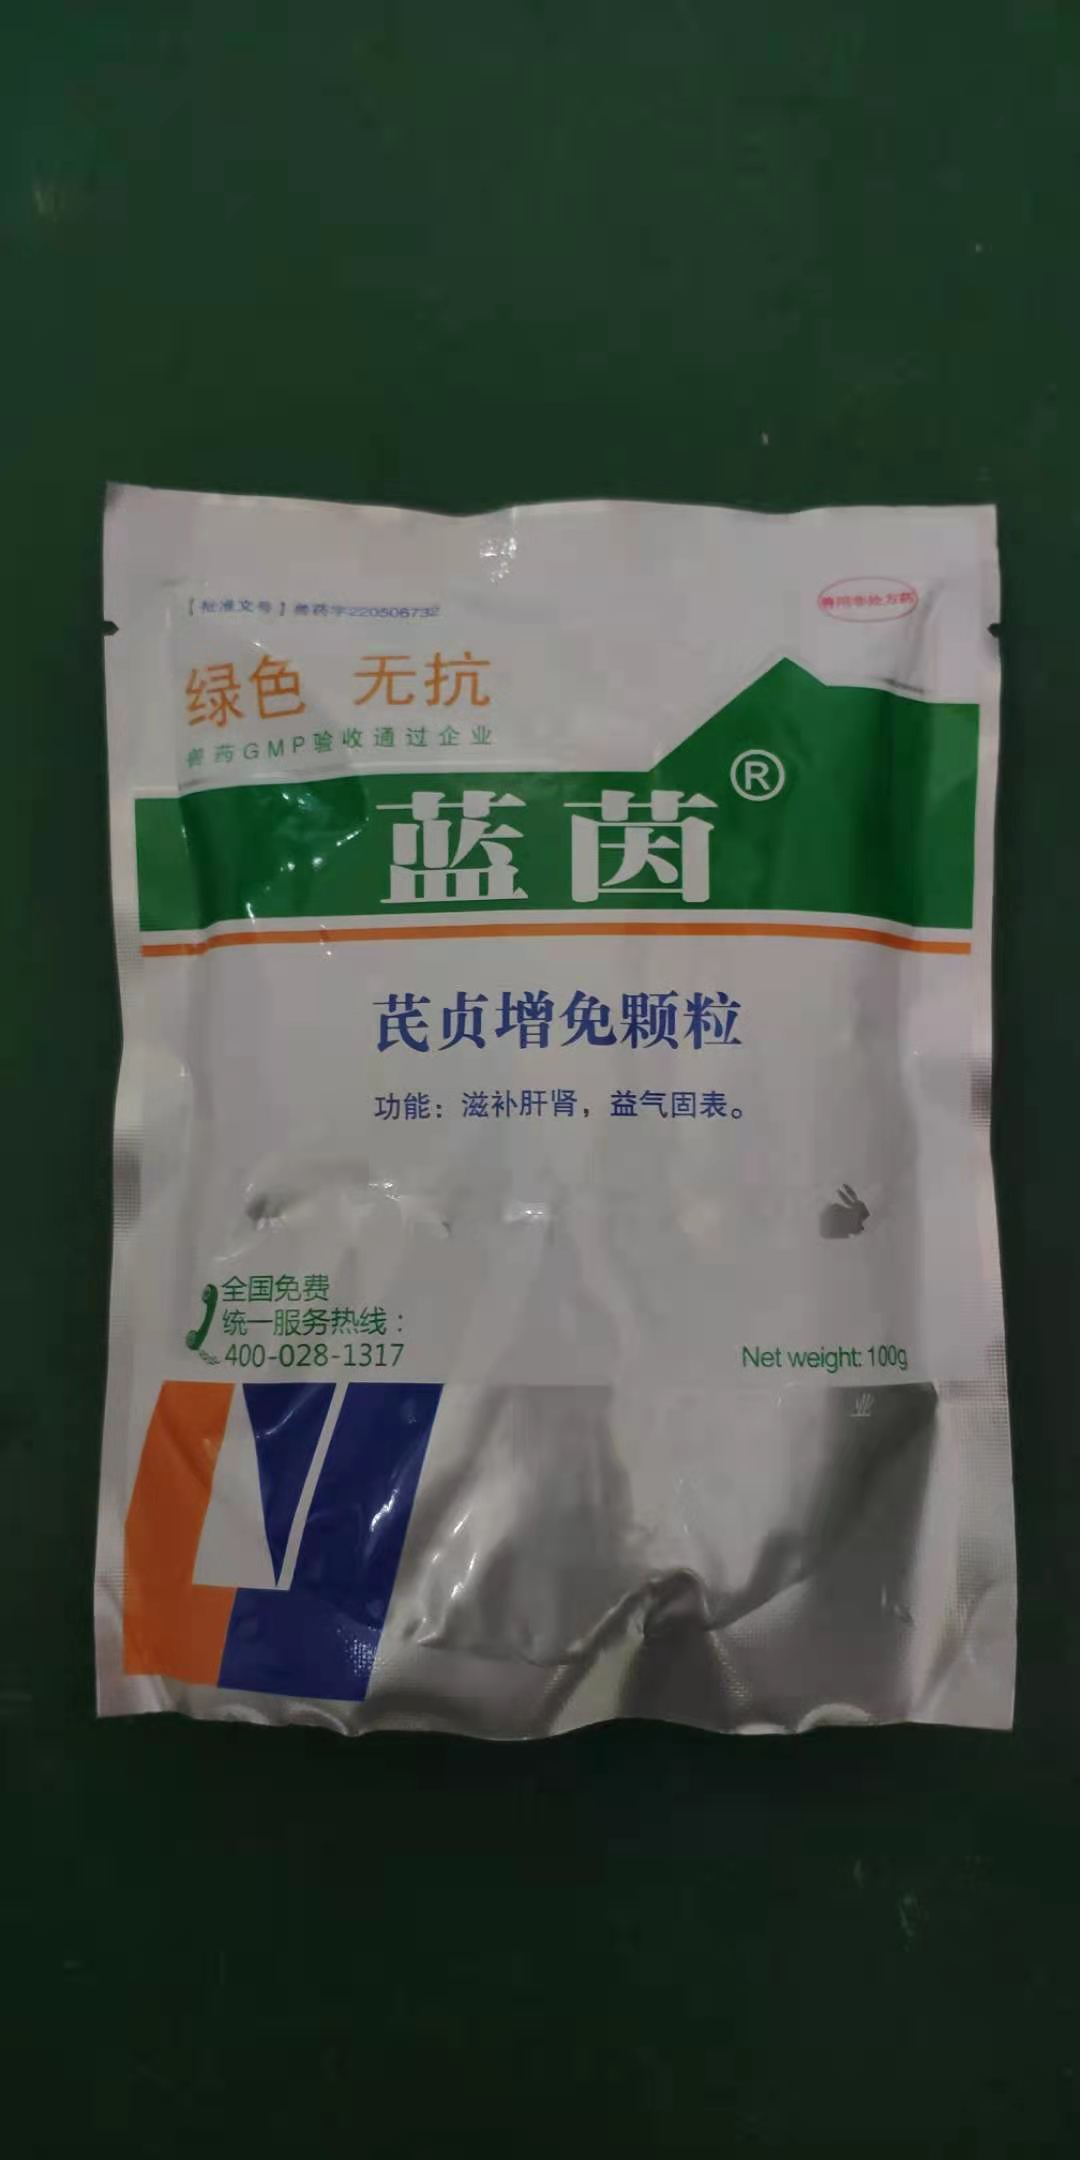 【批准文号】兽药字220506732
兽用非处方药
绿色 无抗
兽药GMP验收通过企业
蓝茵®
芪贞增免颗粒
功能：滋补肝肾，益气固表。
全国免费
统一服务热线：
400-028-1317
Net weight: 100g
业